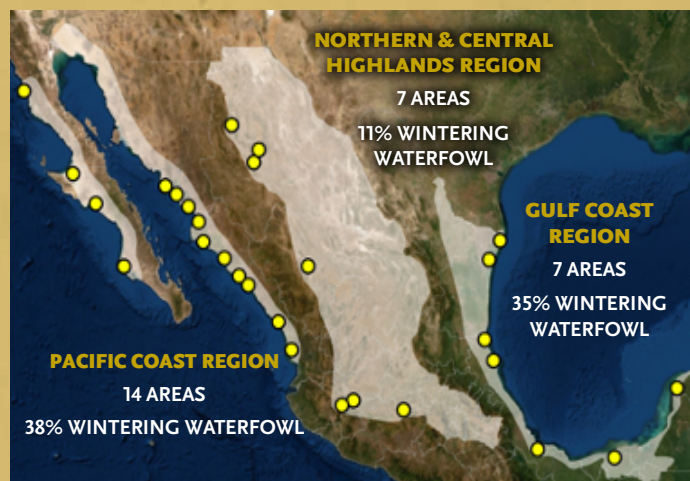 NORTHERN & CENTRAL
HIGHLANDS REGION
7 AREAS
11% WINTERING
WATERFOWL
GULF COAST
REGION
7 AREAS
35% WINTERING
WATERFOWL
PACIFIC COAST REGION
14 AREAS
38% WINTERING WATERFOWL